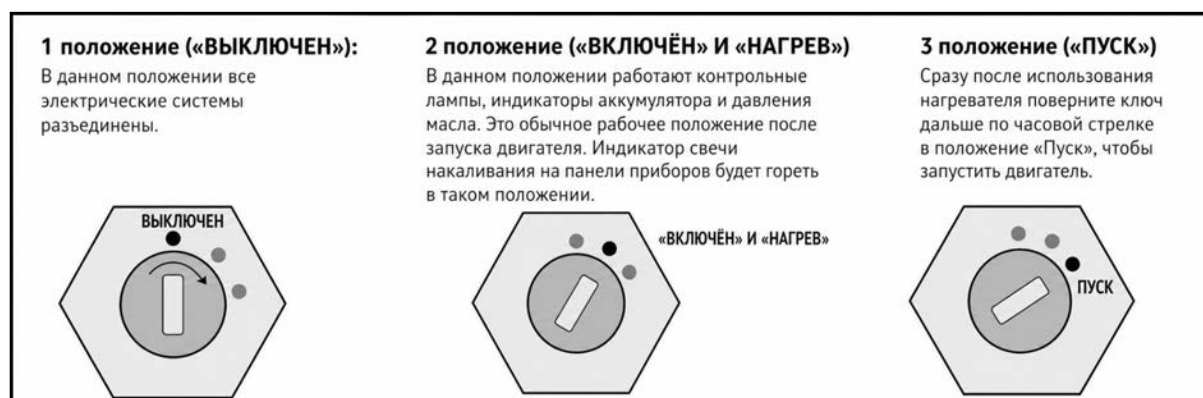 1 положение («ВЫКЛЮЧЕН»):
В данном положении все
электрические системы
разъединены.
ВЫКЛЮЧЕН
2 положение («ВКЛЮЧЁН» И «НАГРЕВ»)
В данном положении работают контрольные
лампы, индикаторы аккумулятора и давления
масла. Это обычное рабочее положение после
запуска двигателя. Индикатор свечи
накаливания на панели приборов будет гореть
в таком положении.
«ВКЛЮЧЁН» И «НАГРЕВ»
3 положение («ПУСК»)
Сразу после использования
нагревателя поверните ключ
дальше по часовой стрелке
в положение «Пуск», чтобы
запустить двигатель.
ПУСК